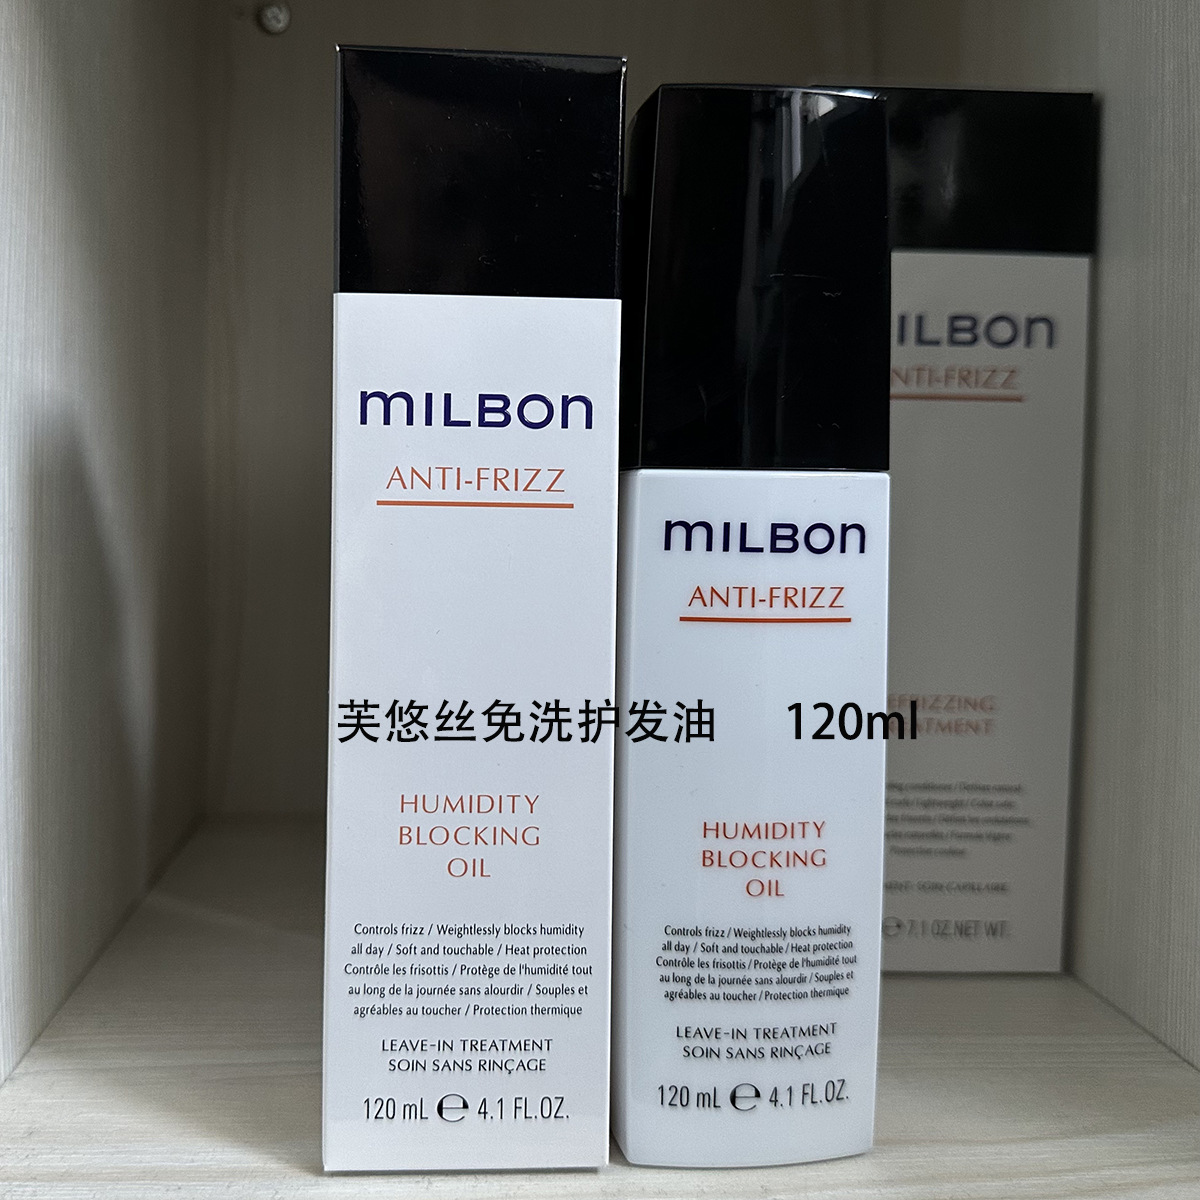 MILBON
ANTI-FRIZZ
芙悠丝免洗护发油 120ml
HUMIDITY
BLOCKING
OIL
Controls frizz / Weightlessly blocks humidity
all day / Soft and touchable / Heat protection
Contrôle les frisottis / Protège de l'humidité tout
au long de la journée sans alourdir / Souples et
agréables au toucher / Protection thermique
LEAVE-IN TREATMENT
SOIN SANS RINÇAGE
120 mL ℮ 4.1 FL.OZ.
MILBON
ANTI-FRIZZ
HUMIDITY
BLOCKING
OIL
Controls frizz / Weightlessly blocks humidity
all day / Soft and touchable / Heat protection
Contrôle les frisottis / Protège de l'humidité tout
au long de la journée sans alourdir / Souples et
agréables au toucher / Protection thermique
LEAVE-IN TREATMENT
SOIN SANS RINÇAGE
120 mL ℮ 4.1 FL.OZ.
ILBON
NTI-FRIZZ
EFRIZZING
ATMENT
SOIN CAPILLAIRE
℮ 7.1 OZ. NET WT.